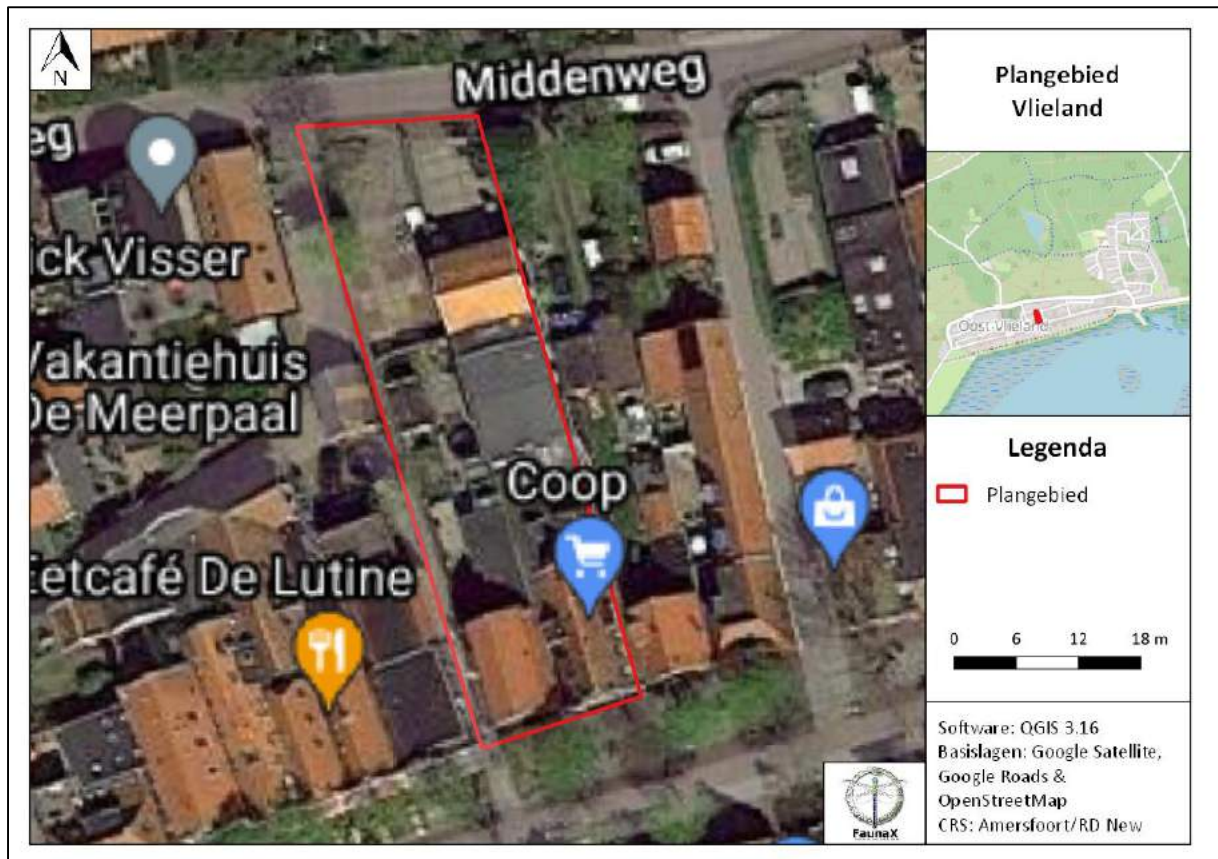 N
Middenweg
eg
ick Visser
Vakantiehuis
De Meerpaal
Coop
Eetcafé De Lutine
Plangebied
Vlieland
Oost-Vlieland
Legenda
Plangebied
0 6 12 18 m
Software: QGIS 3.16
Basislagen: Google Satellite,
Google Roads &
OpenStreetMap
CRS: Amersfoort/RD New
FaunaX